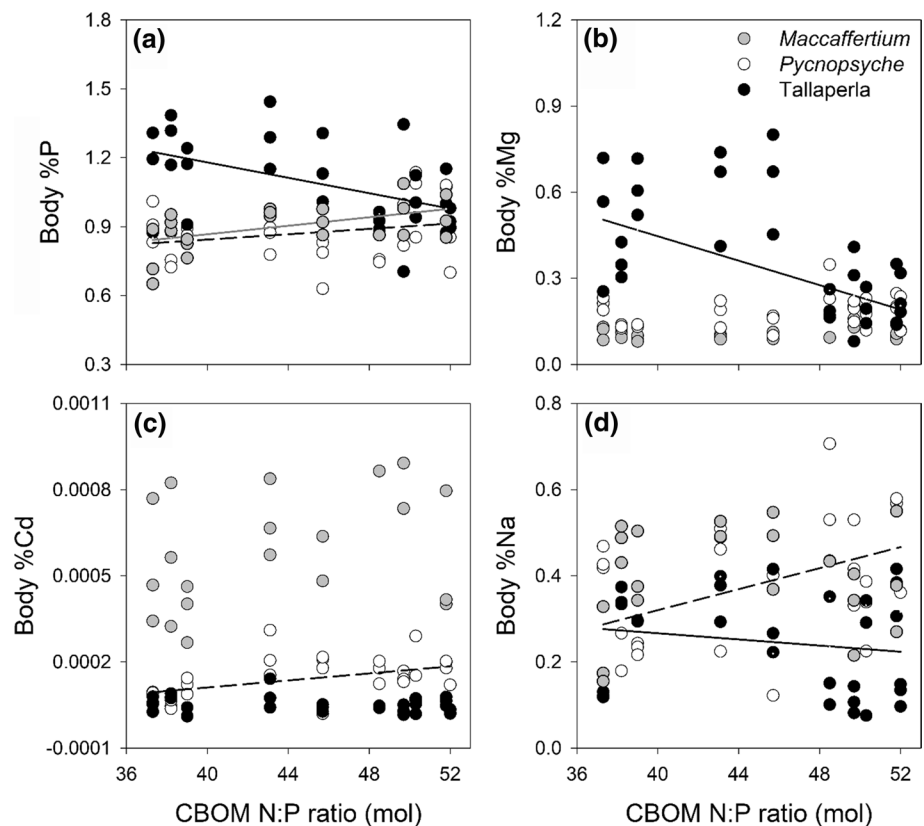 (a)
Body %P
1.8
1.5
1.2
0.9
0.6
0.3
(b)
Maccaffertium
Pycnopsyche
Tallaperla
Body %Mg
1.2
0.9
0.6
0.3
0.0
(c)
Body %Cd
0.0011
0.0008
0.0005
0.0002
-0.0001
36
40
44
48
52
CBOM N:P ratio (mol)
(d)
Body %Na
0.8
0.6
0.4
0.2
0.0
36
40
44
48
52
CBOM N:P ratio (mol)